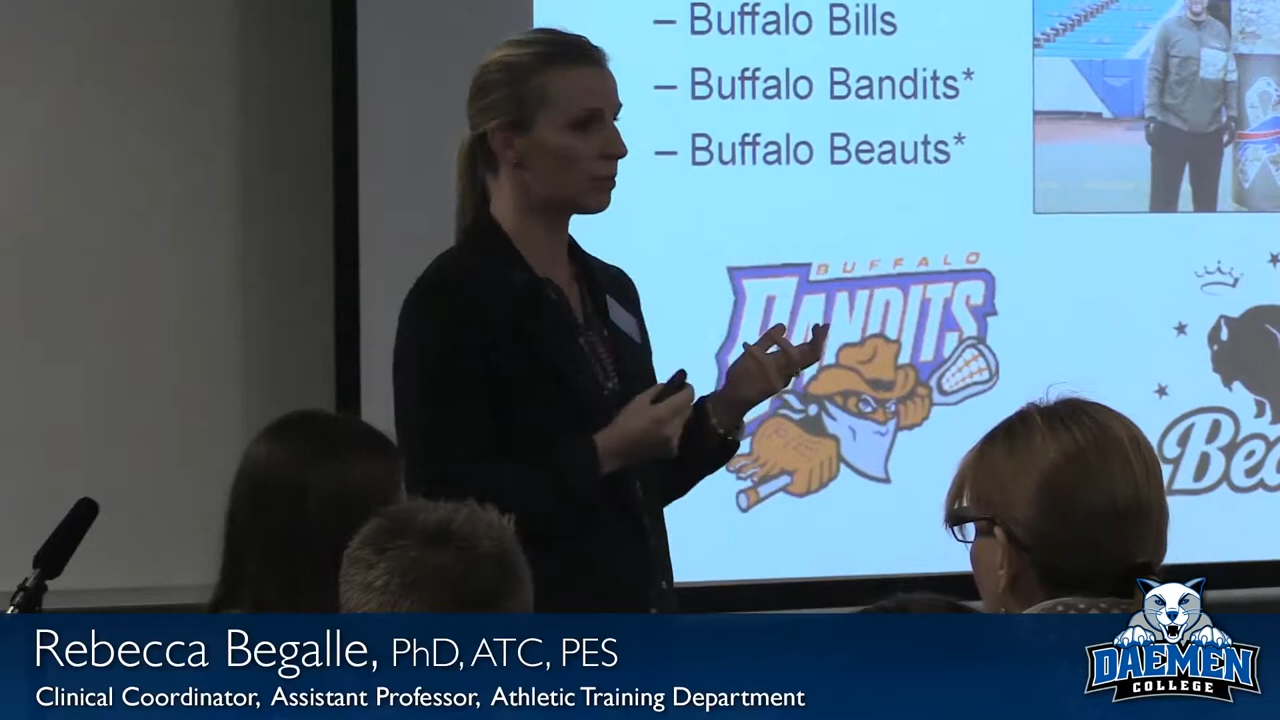 – Buffalo Bills
– Buffalo Bandits*
– Buffalo Beauts*
BUFFALO
BANDITS
Rebecca Begalle, PhD, ATC, PES
Clinical Coordinator, Assistant Professor, Athletic Training Department
DAEMEN
COLLEGE